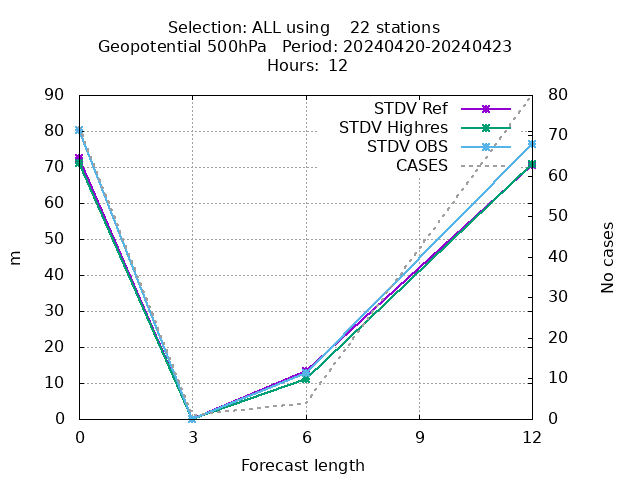 Selection: ALL using    22 stations
Geopotential 500hPa   Period: 20240420-20240423
Hours: 12
90 80
80 70
70 60
60 50
50 40
40 30
30 20
20 10
10 0
0
STDV Ref
STDV Highres
STDV OBS
CASES
m
No cases
0 3 6 9 12
Forecast length